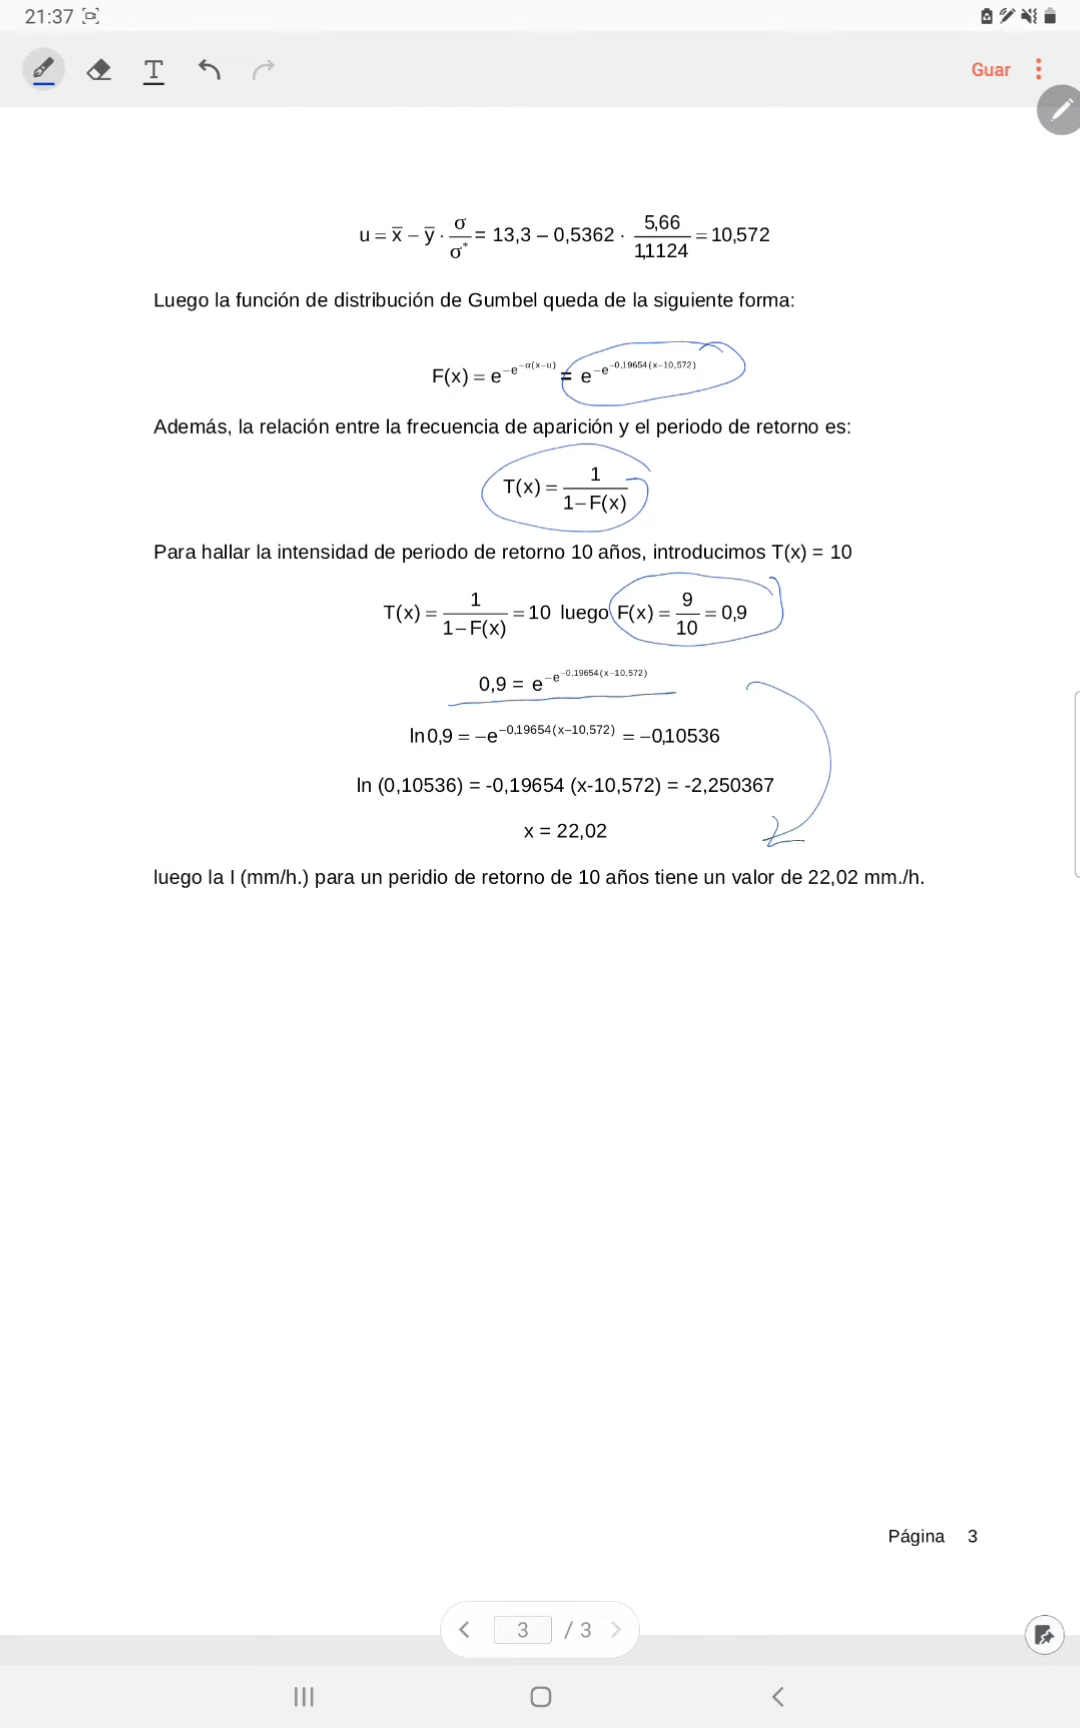 21:37
T
Guar
u = x̅ – y̅ · σ/σ* = 13,3 – 0,5362 · 5,66/1,1124 = 10,572
Luego la función de distribución de Gumbel queda de la siguiente forma:
F(x) = e^(–e^(–α(x–u))) = e^(–e^(–0,19654(x–10,572)))
Además, la relación entre la frecuencia de aparición y el periodo de retorno es:
T(x) = 1/(1–F(x))
Para hallar la intensidad de periodo de retorno 10 años, introducimos T(x) = 10
T(x) = 1/(1–F(x)) = 10 luego F(x) = 9/10 = 0,9
0,9 = e^(–e^(–0,19654(x–10,572)))
ln0,9 = –e^(–0,19654(x–10,572)) = –0,10536
ln (0,10536) = -0,19654 (x-10,572) = -2,250367
x = 22,02
luego la I (mm/h.) para un peridio de retorno de 10 años tiene un valor de 22,02 mm./h.
Página 3
3 / 3